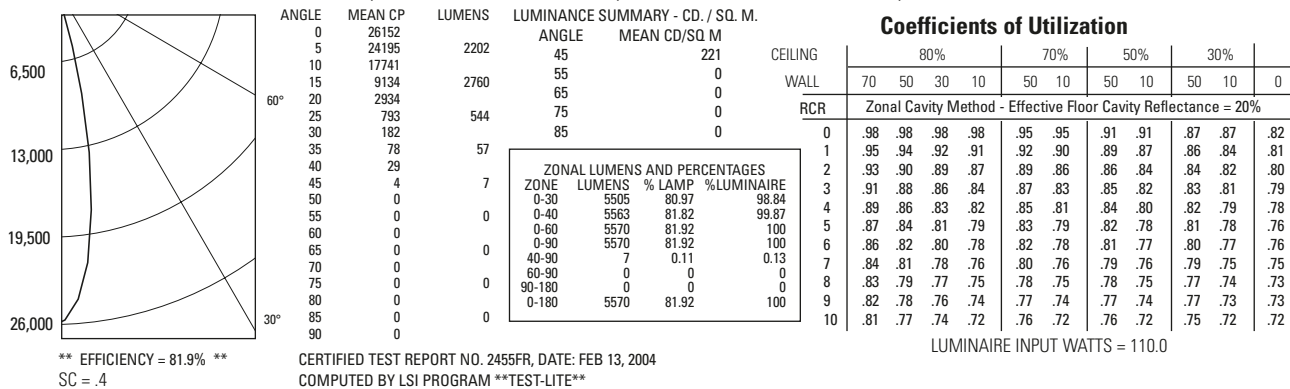 6,500
13,000
19,500
26,000
60°
30°
** EFFICIENCY = 81.9% **
SC = .4
ANGLE MEAN CP LUMENS
0 26152
5 24195 2202
10 17741
15 9134 2760
20 2934
25 793 544
30 182
35 78 57
40 29
45 4 7
50 0
55 0 0
60 0
65 0 0
70 0
75 0 0
80 0
85 0 0
90 0
LUMINANCE SUMMARY - CD. / SQ. M.
ANGLE MEAN CD/SQ M
45 221
55 0
65 0
75 0
85 0
ZONAL LUMENS AND PERCENTAGES
ZONE LUMENS % LAMP %LUMINAIRE
0-30 5505 80.97 98.84
0-40 5563 81.82 99.87
0-60 5570 81.92 100
0-90 5570 81.92 100
40-90 7 0.11 0.13
60-90 0 0 0
90-180 0 0 0
0-180 5570 81.92 100
CERTIFIED TEST REPORT NO. 2455FR, DATE: FEB 13, 2004
COMPUTED BY LSI PROGRAM **TEST-LITE**
Coefficients of Utilization
CEILING 80% 70% 50% 30%
WALL 70 50 30 10 50 10 50 10 50 10 0
RCR Zonal Cavity Method - Effective Floor Cavity Reflectance = 20%
0 .98 .98 .98 .98 .95 .95 .91 .91 .87 .87 .82
1 .95 .94 .92 .91 .92 .90 .89 .87 .86 .84 .81
2 .93 .90 .89 .87 .89 .86 .86 .84 .84 .82 .80
3 .91 .88 .86 .84 .87 .83 .85 .82 .83 .81 .79
4 .89 .86 .83 .82 .85 .81 .84 .80 .82 .79 .78
5 .87 .84 .81 .79 .83 .79 .82 .78 .81 .78 .76
6 .86 .82 .80 .78 .82 .78 .81 .77 .80 .77 .76
7 .84 .81 .78 .76 .80 .76 .79 .76 .79 .75 .75
8 .83 .79 .77 .75 .78 .75 .78 .75 .77 .74 .73
9 .82 .78 .76 .74 .77 .74 .77 .74 .77 .73 .73
10 .81 .77 .74 .72 .76 .72 .76 .72 .75 .72 .72
LUMINAIRE INPUT WATTS = 110.0